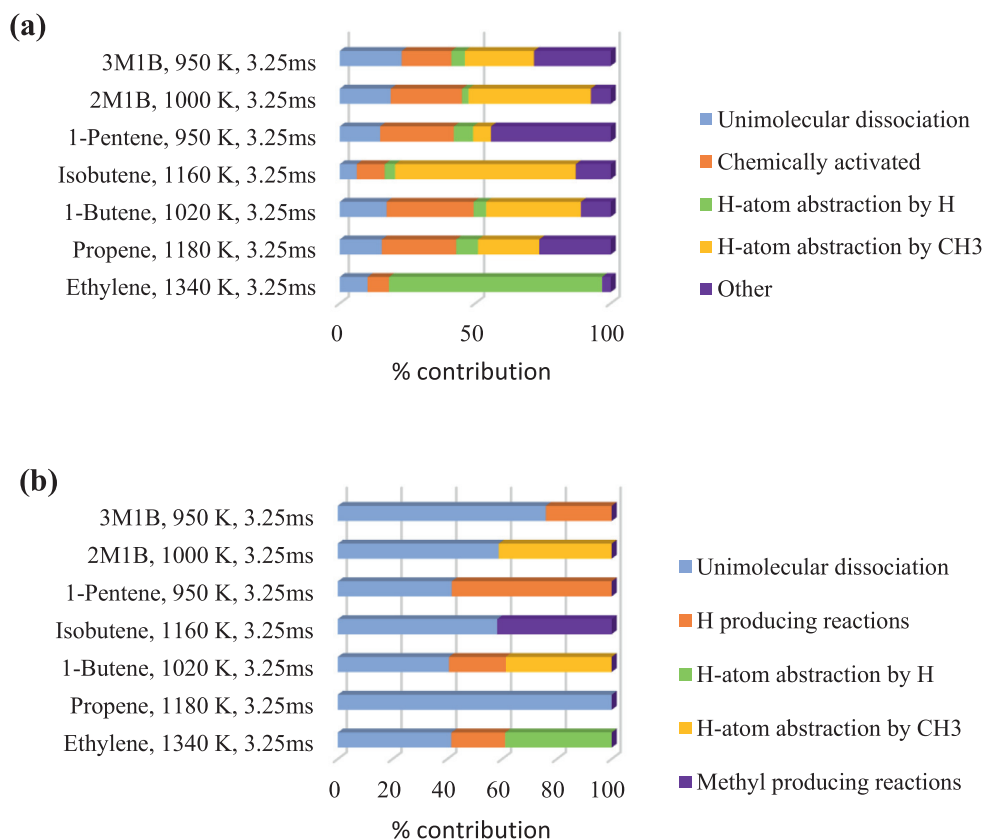 (a)
3M1B, 950 K, 3.25ms
2M1B, 1000 K, 3.25ms
1-Pentene, 950 K, 3.25ms
Isobutene, 1160 K, 3.25ms
1-Butene, 1020 K, 3.25ms
Propene, 1180 K, 3.25ms
Ethylene, 1340 K, 3.25ms
0 50 100
% contribution
Unimolecular dissociation
Chemically activated
H-atom abstraction by H
H-atom abstraction by CH3
Other
(b)
3M1B, 950 K, 3.25ms
2M1B, 1000 K, 3.25ms
1-Pentene, 950 K, 3.25ms
Isobutene, 1160 K, 3.25ms
1-Butene, 1020 K, 3.25ms
Propene, 1180 K, 3.25ms
Ethylene, 1340 K, 3.25ms
0 20 40 60 80 100
% contribution
Unimolecular dissociation
H producing reactions
H-atom abstraction by H
H-atom abstraction by CH3
Methyl producing reactions